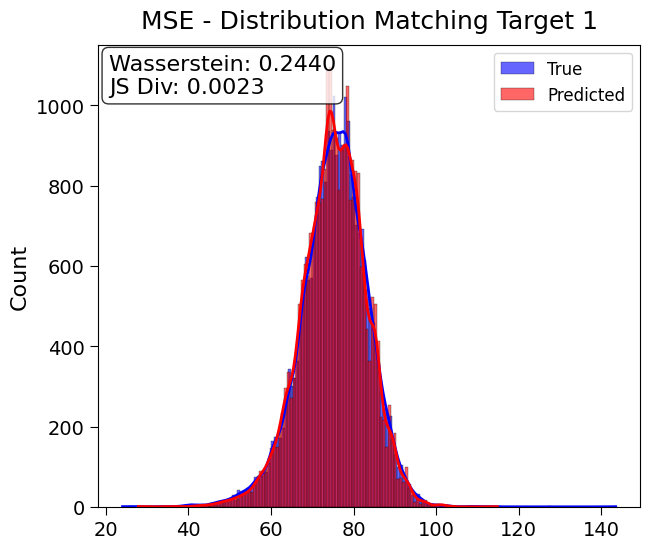 MSE - Distribution Matching Target 1
Wasserstein: 0.2440
JS Div: 0.0023
True
Predicted
Count
1000
800
600
400
200
0
20 40 60 80 100 120 140